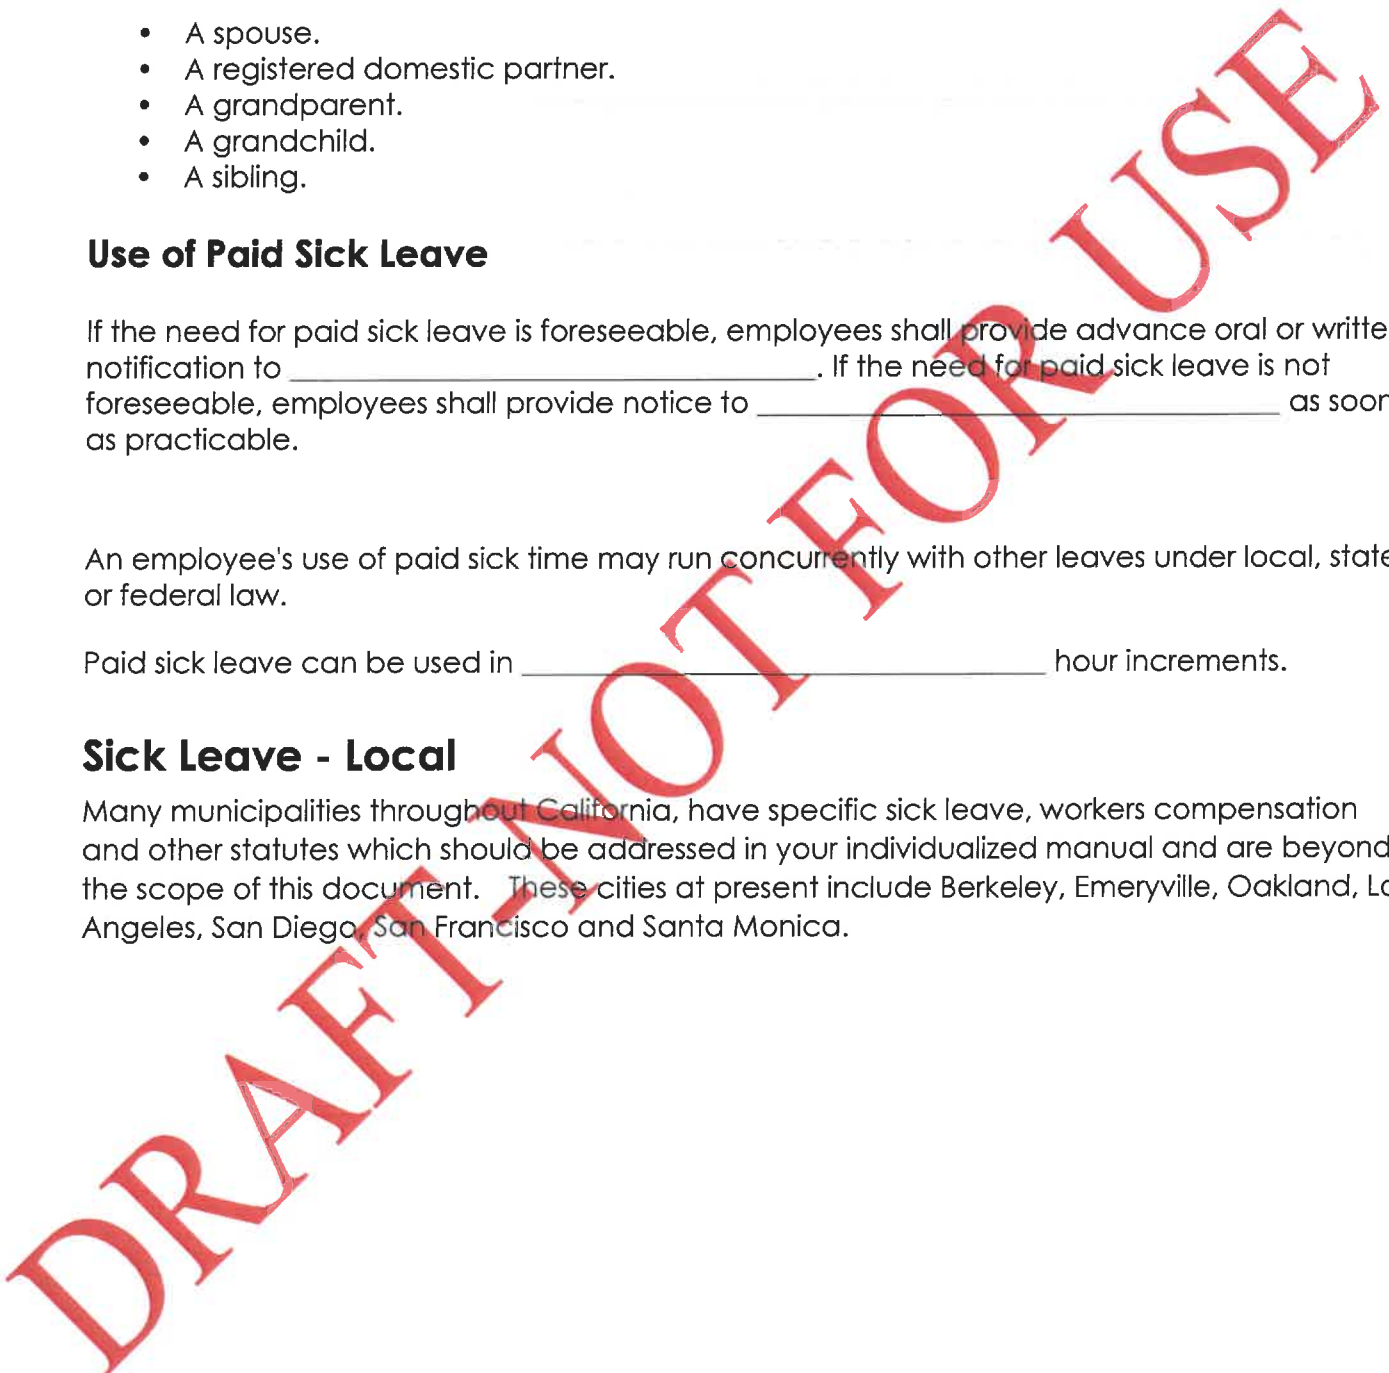 • A spouse.
• A registered domestic partner.
• A grandparent.
• A grandchild.
• A sibling.
Use of Paid Sick Leave
If the need for paid sick leave is foreseeable, employees shall provide advance oral or writte
notification to ______________________________. If the need for paid sick leave is not
foreseeable, employees shall provide notice to ______________________________ as soon
as practicable.
An employee's use of paid sick time may run concurrently with other leaves under local, state
or federal law.
Paid sick leave can be used in ______________________________ hour increments.
Sick Leave - Local
Many municipalities throughout California, have specific sick leave, workers compensation
and other statutes which should be addressed in your individualized manual and are beyond
the scope of this document. These cities at present include Berkeley, Emeryville, Oakland, Lo
Angeles, San Diego, San Francisco and Santa Monica.
DRAFT-NOT FOR USE